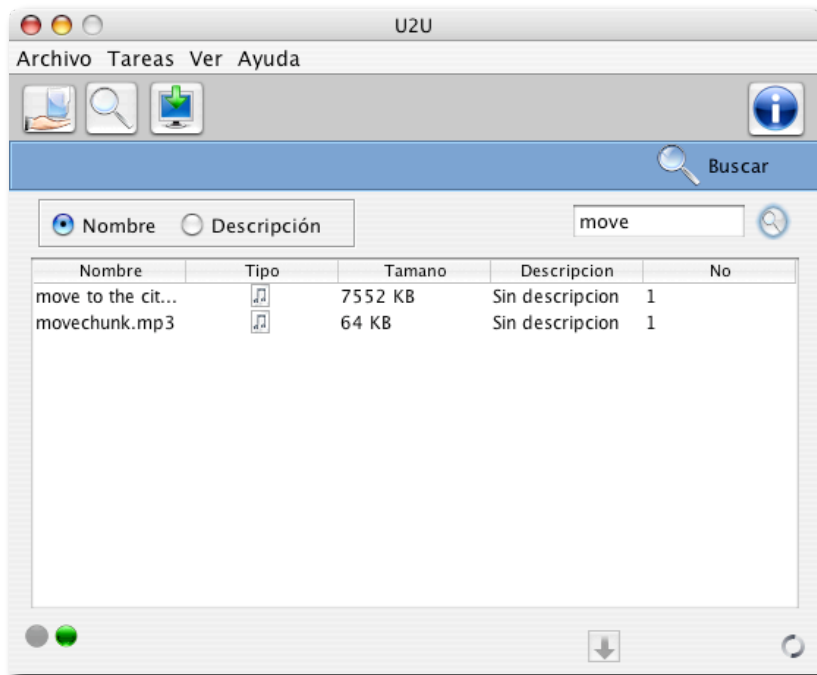 U2U
Archivo Tareas Ver Ayuda
Buscar
Nombre Descripción move
Nombre Tipo Tamano Descripcion No
move to the cit... 7552 KB Sin descripcion 1
movechunk.mp3 64 KB Sin descripcion 1